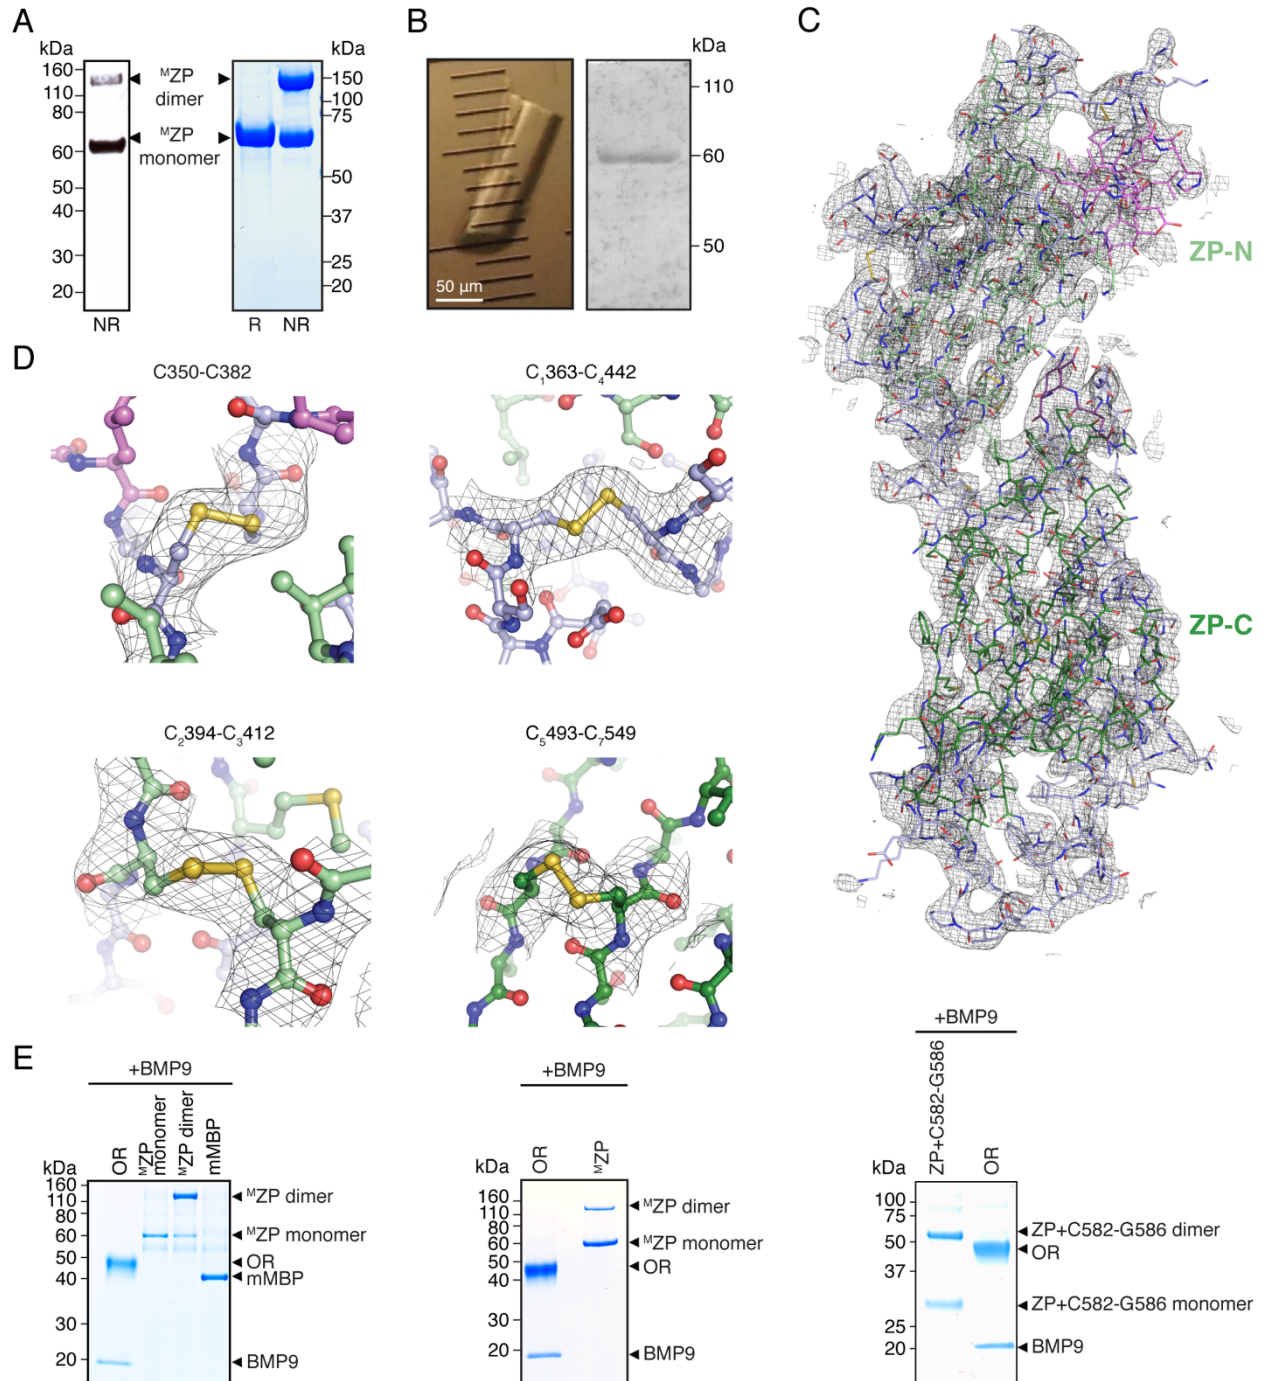 A
kDa
160
110
80
60
50
40
30
20
NR
ᴹZP
dimer
ᴹZP
monomer
kDa
150
100
75
50
37
25
20
R NR
B
50 µm
kDa
110
60
50
C
ZP-N
ZP-C
D
C350-C382
C₁363-C₄442
C₂394-C₃412
C₅493-C₇549
E
+BMP9
OR
ᴹZP monomer
ᴹZP dimer
mMBP
kDa
160
110
80
60
50
40
30
20
ᴹZP dimer
ᴹZP monomer
OR
mMBP
BMP9
+BMP9
OR
ᴹZP
kDa
160
110
80
60
50
40
30
20
ᴹZP dimer
ᴹZP monomer
OR
BMP9
+BMP9
ZP+C582-G586
OR
kDa
100
75
50
37
25
20
ZP+C582-G586 dimer
OR
ZP+C582-G586 monomer
BMP9